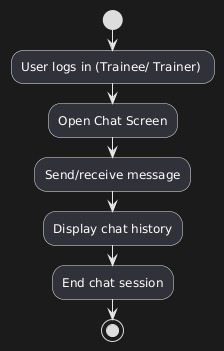 User logs in (Trainee/ Trainer)
Open Chat Screen
Send/receive message
Display chat history
End chat session